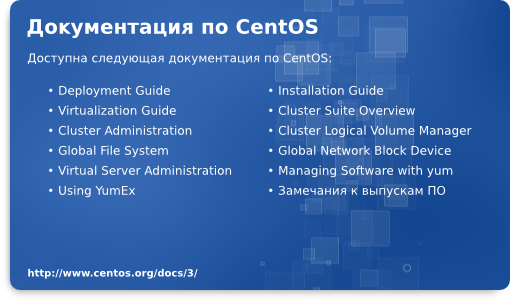 Документация по CentOS
Доступна следующая документация по CentOS:
• Deployment Guide
• Virtualization Guide
• Cluster Administration
• Global File System
• Virtual Server Administration
• Using YumEx
• Installation Guide
• Cluster Suite Overview
• Cluster Logical Volume Manager
• Global Network Block Device
• Managing Software with yum
• Замечания к выпускам ПО
http://www.centos.org/docs/3/